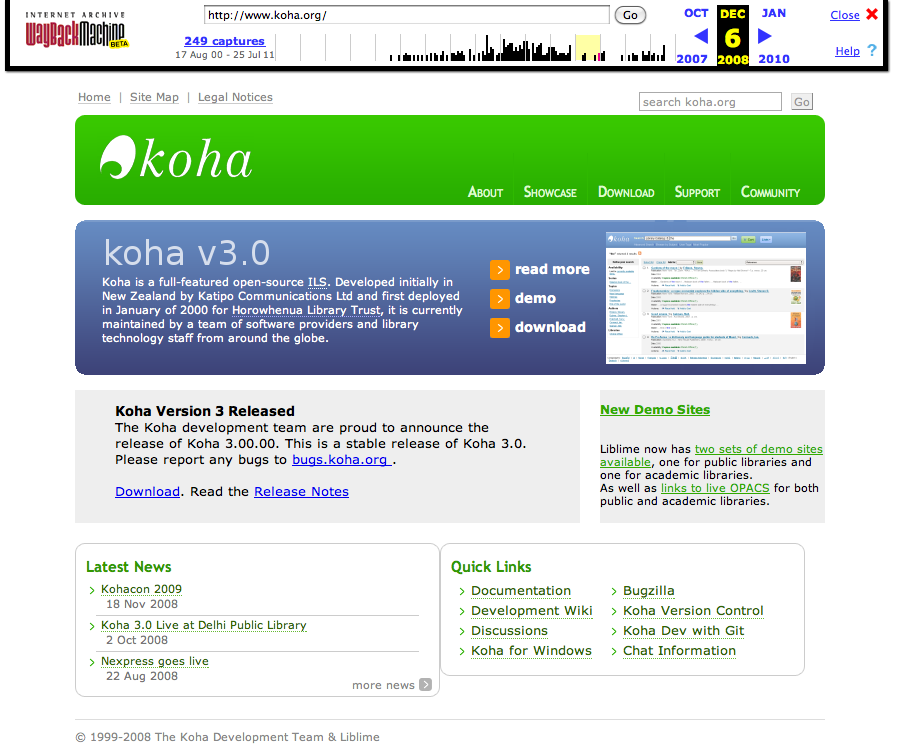 INTERNET ARCHIVE
WayBackMachine
BETA
http://www.koha.org/
Go
249 captures
17 Aug 00 - 25 Jul 11
OCT DEC JAN
6
2007 2008 2010
Close
Help ?
Home | Site Map | Legal Notices
search koha.org Go
koha
About Showcase Download Support Community
koha v3.0
Koha is a full-featured open-source ILS. Developed initially in
New Zealand by Katipo Communications Ltd and first deployed
in January of 2000 for Horowhenua Library Trust, it is currently
maintained by a team of software providers and library
technology staff from around the globe.
read more
demo
download
Koha Version 3 Released
The Koha development team are proud to announce the
release of Koha 3.00.00. This is a stable release of Koha 3.0.
Please report any bugs to bugs.koha.org .
Download. Read the Release Notes
New Demo Sites
Liblime now has two sets of demo sites
available, one for public libraries and
one for academic libraries.
As well as links to live OPACS for both
public and academic libraries.
Latest News
Kohacon 2009
18 Nov 2008
Koha 3.0 Live at Delhi Public Library
2 Oct 2008
Nexpress goes live
22 Aug 2008
more news
Quick Links
Documentation
Development Wiki
Discussions
Koha for Windows
Bugzilla
Koha Version Control
Koha Dev with Git
Chat Information
© 1999-2008 The Koha Development Team & Liblime